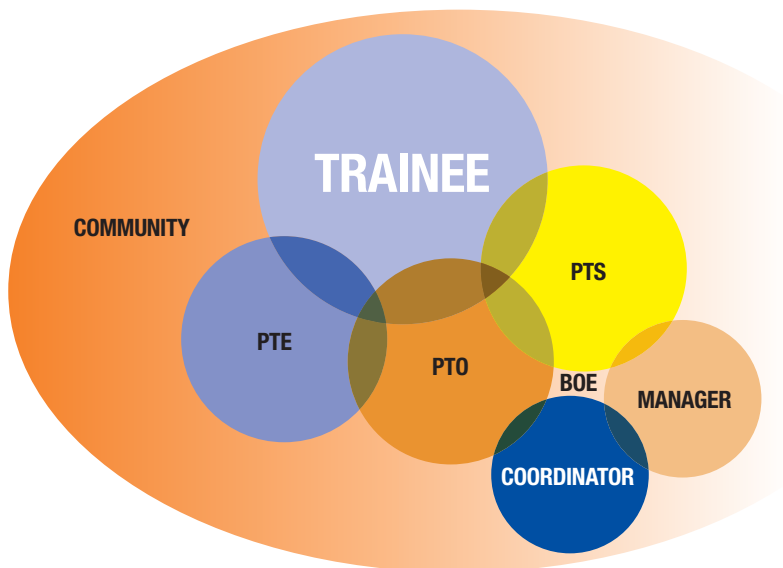 TRAINEE
COMMUNITY
PTS
PTE
PTO
BOE
MANAGER
COORDINATOR